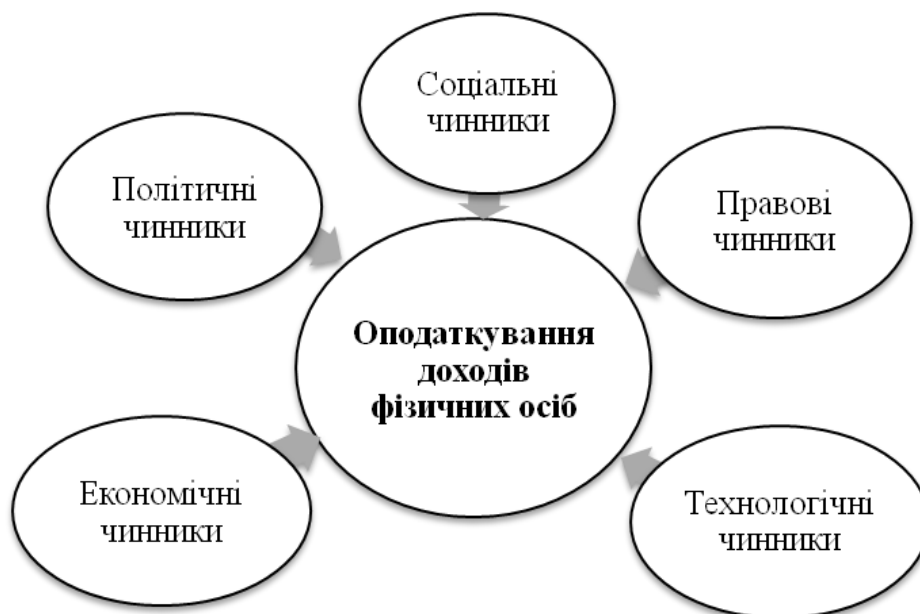 Соціальні
чинники
Політичні
чинники
Правові
чинники
Оподаткування
доходів
фізичних осіб
Економічні
чинники
Технологічні
чинники